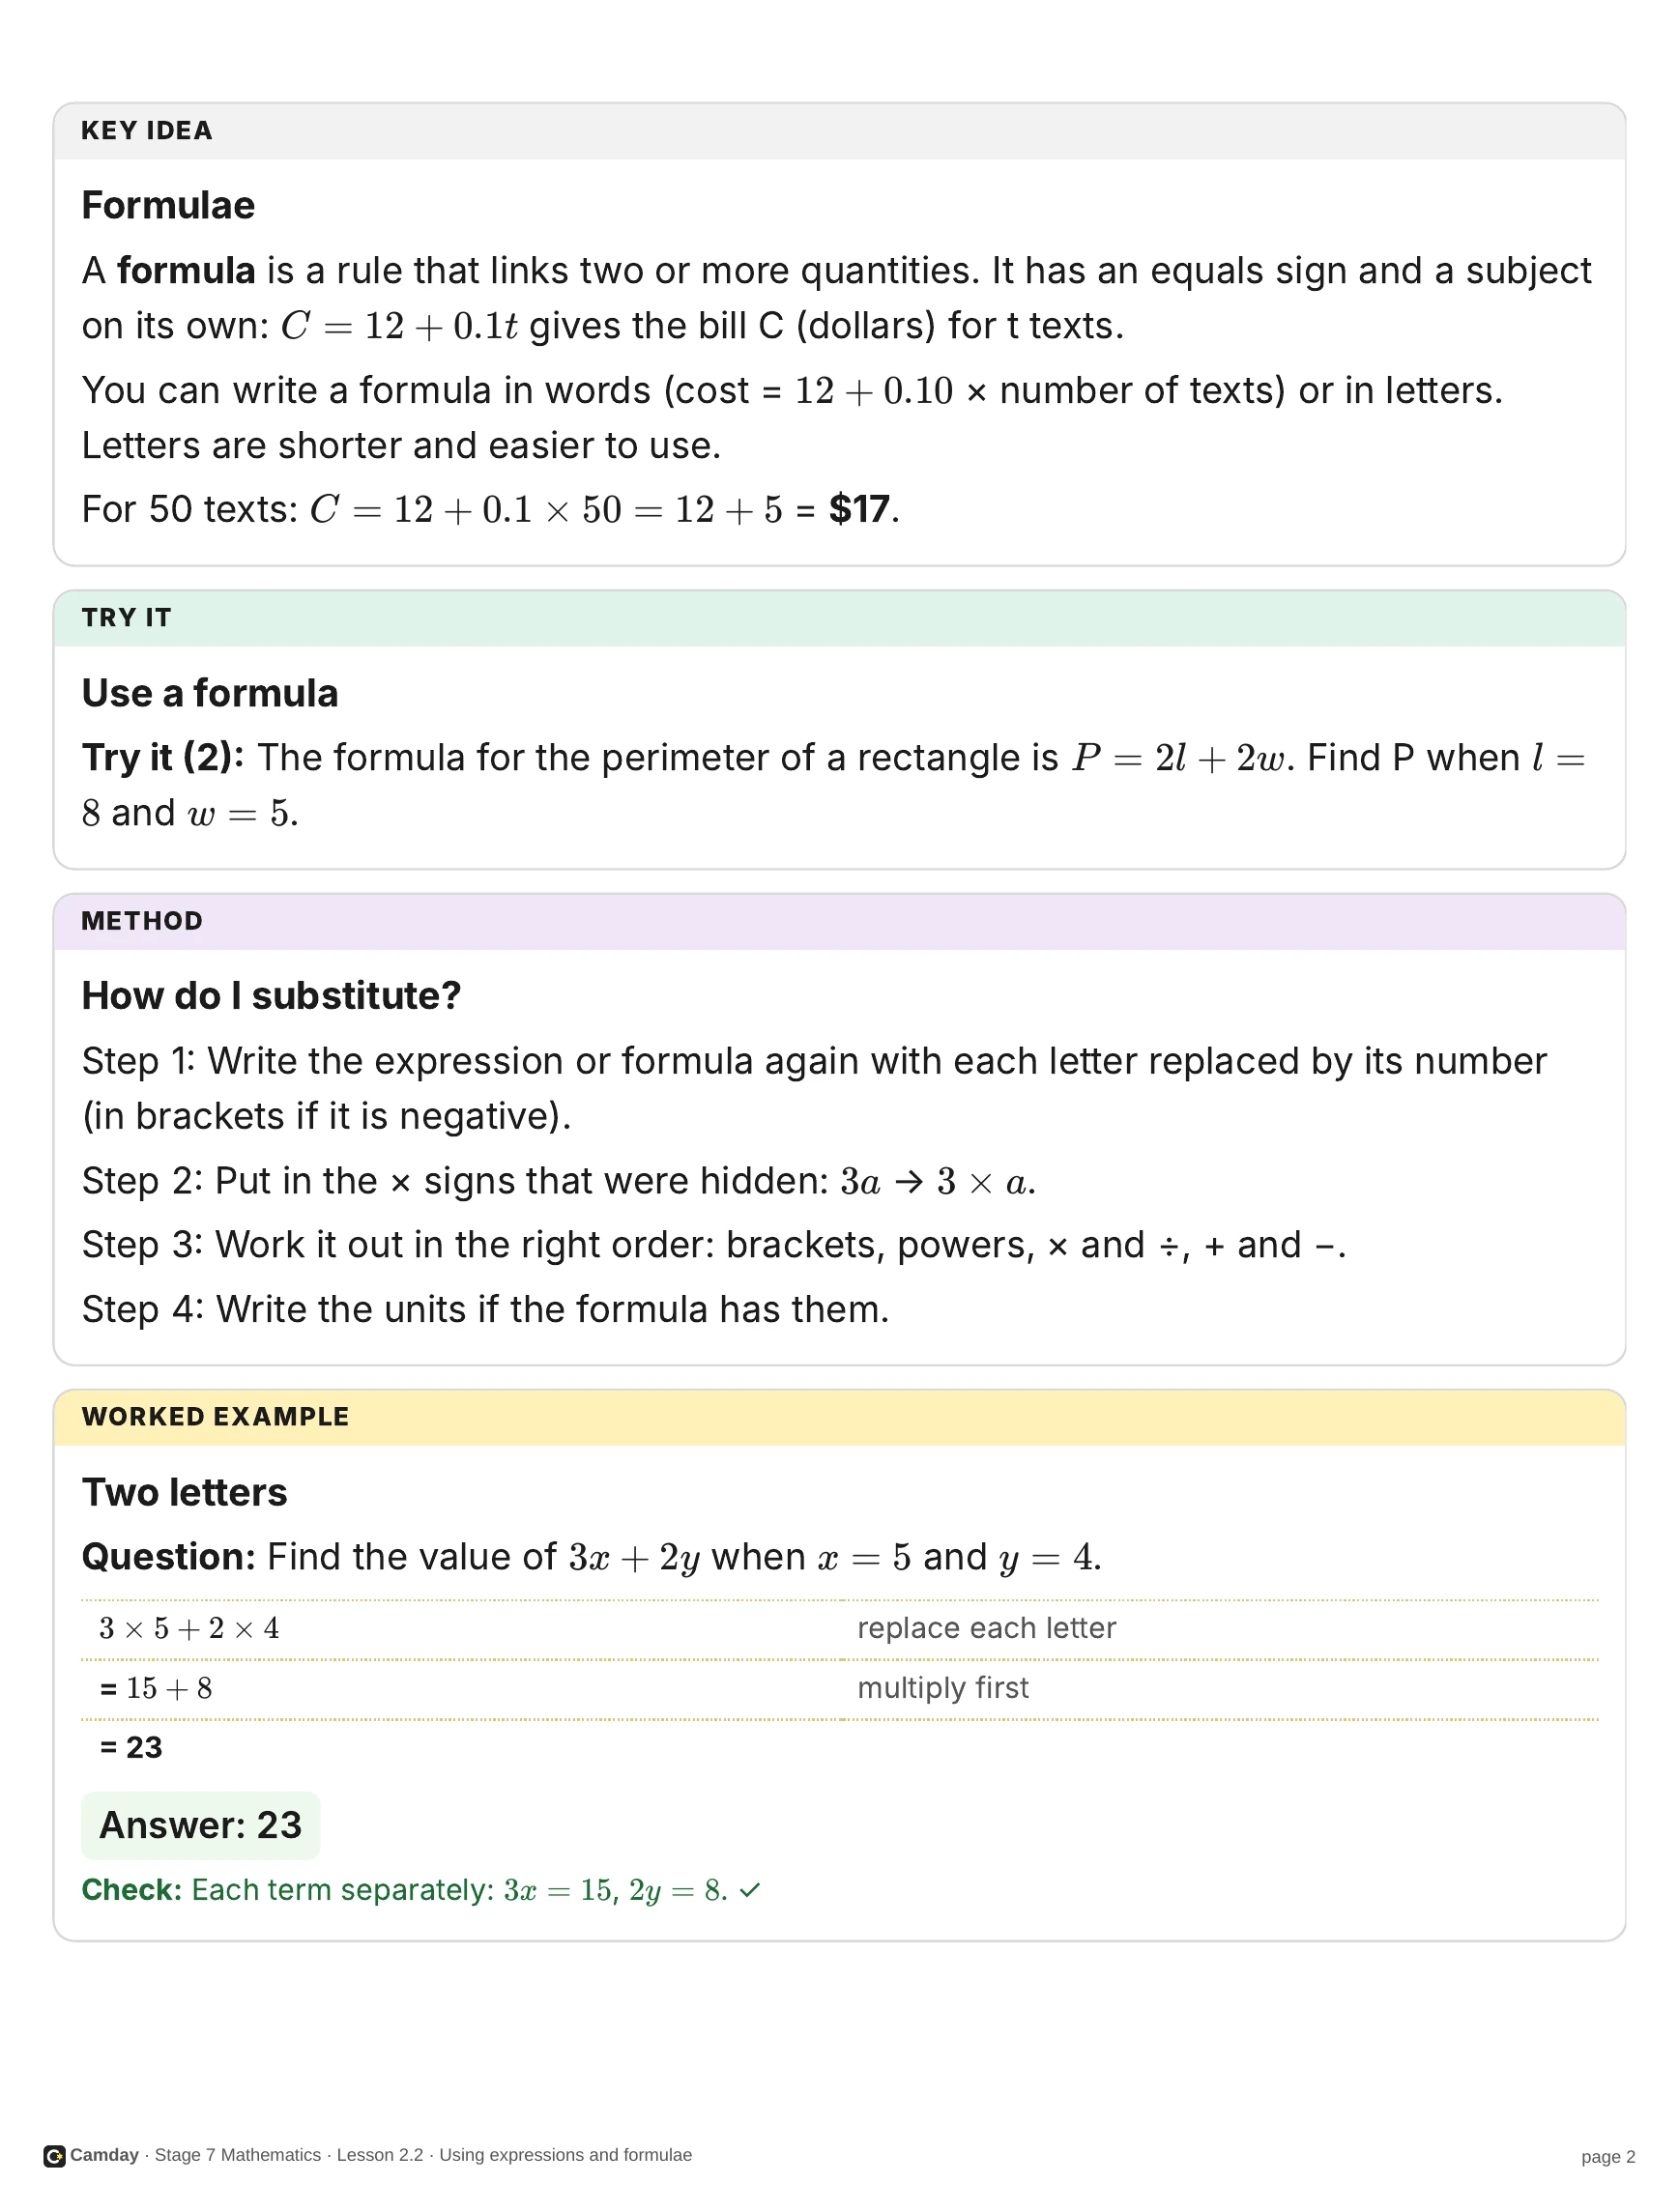 KEY IDEA
Formulae
A formula is a rule that links two or more quantities. It has an equals sign and a subject
on its own: C = 12 + 0.1t gives the bill C (dollars) for t texts.
You can write a formula in words (cost = 12 + 0.10 × number of texts) or in letters.
Letters are shorter and easier to use.
For 50 texts: C = 12 + 0.1 × 50 = 12 + 5 = $17.
TRY IT
Use a formula
Try it (2): The formula for the perimeter of a rectangle is P = 2l + 2w. Find P when l =
8 and w = 5.
METHOD
How do I substitute?
Step 1: Write the expression or formula again with each letter replaced by its number
(in brackets if it is negative).
Step 2: Put in the × signs that were hidden: 3a → 3 × a.
Step 3: Work it out in the right order: brackets, powers, × and ÷, + and −.
Step 4: Write the units if the formula has them.
WORKED EXAMPLE
Two letters
Question: Find the value of 3x + 2y when x = 5 and y = 4.
3 × 5 + 2 × 4 replace each letter
= 15 + 8 multiply first
= 23
Answer: 23
Check: Each term separately: 3x = 15, 2y = 8. ✓
Camday · Stage 7 Mathematics · Lesson 2.2 · Using expressions and formulae page 2